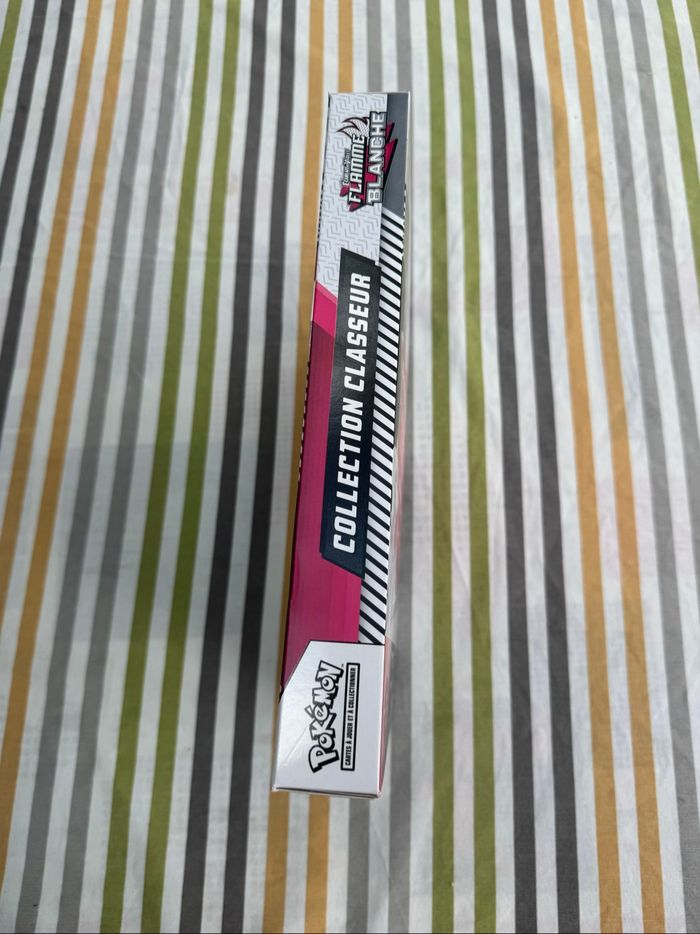 POKéMON
CARTES À JOUER ET À COLLECTIONNER
COLLECTION CLASSEUR
FLAMME
BLANCHE